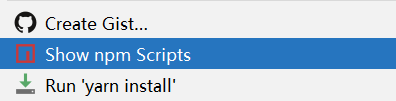 Create Gist...
Show npm Scripts
Run 'yarn install'